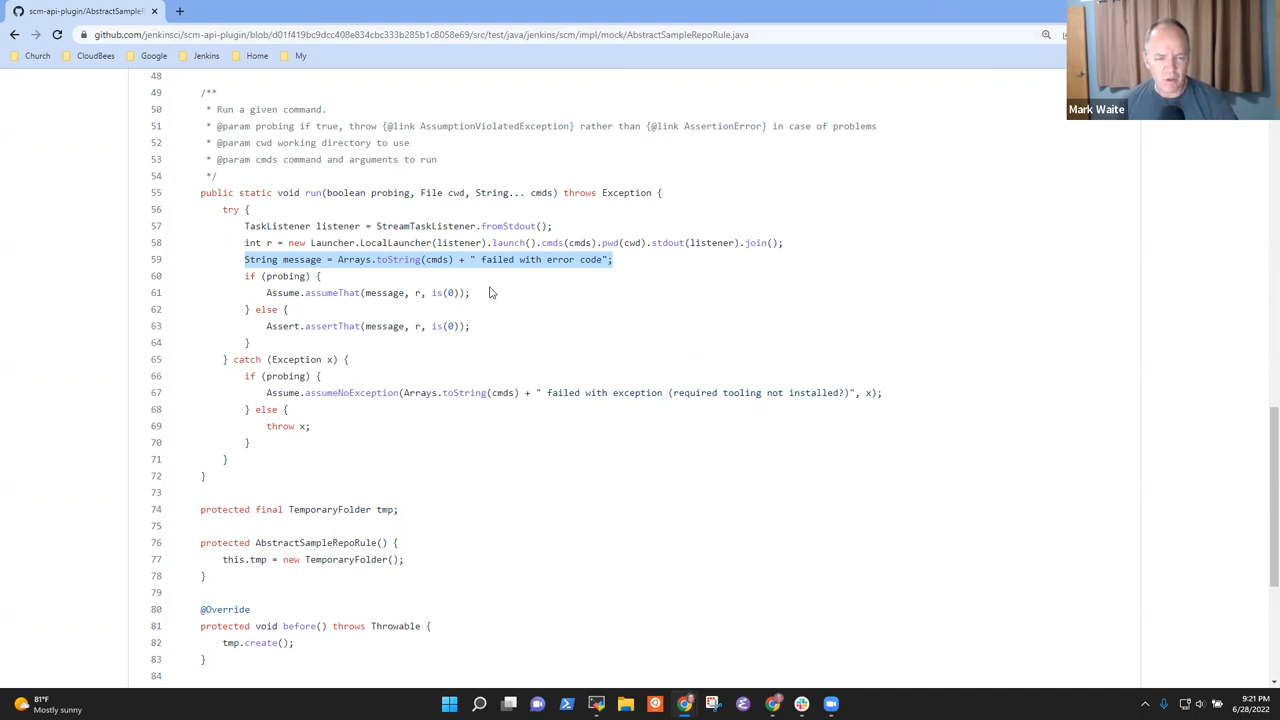 scm-api-plugin/AbstractSampleRe
github.com/jenkinsci/scm-api-plugin/blob/d01f419bc9dcc408e834cbc333b285b1c8058e69/src/test/java/jenkins/scm/impl/mock/AbstractSampleRepoRule.java
Church CloudBees Google Jenkins Home My
Mark Waite
48
49 /**
50 * Run a given command.
51 * @param probing if true, throw {@link AssumptionViolatedException} rather than {@link AssertionError} in case of problems
52 * @param cwd working directory to use
53 * @param cmds command and arguments to run
54 */
55 public static void run(boolean probing, File cwd, String... cmds) throws Exception {
56 try {
57 TaskListener listener = StreamTaskListener.fromStdout();
58 int r = new Launcher.LocalLauncher(listener).launch().cmds(cmds).pwd(cwd).stdout(listener).join();
59 String message = Arrays.toString(cmds) + " failed with error code";
60 if (probing) {
61 Assume.assumeThat(message, r, is(0));
62 } else {
63 Assert.assertThat(message, r, is(0));
64 }
65 } catch (Exception x) {
66 if (probing) {
67 Assume.assumeNoException(Arrays.toString(cmds) + " failed with exception (required tooling not installed?)", x);
68 } else {
69 throw x;
70 }
71 }
72 }
73
74 protected final TemporaryFolder tmp;
75
76 protected AbstractSampleRepoRule() {
77 this.tmp = new TemporaryFolder();
78 }
79
80 @Override
81 protected void before() throws Throwable {
82 tmp.create();
83 }
84
81°F
Mostly sunny
9:21 PM
6/28/2022